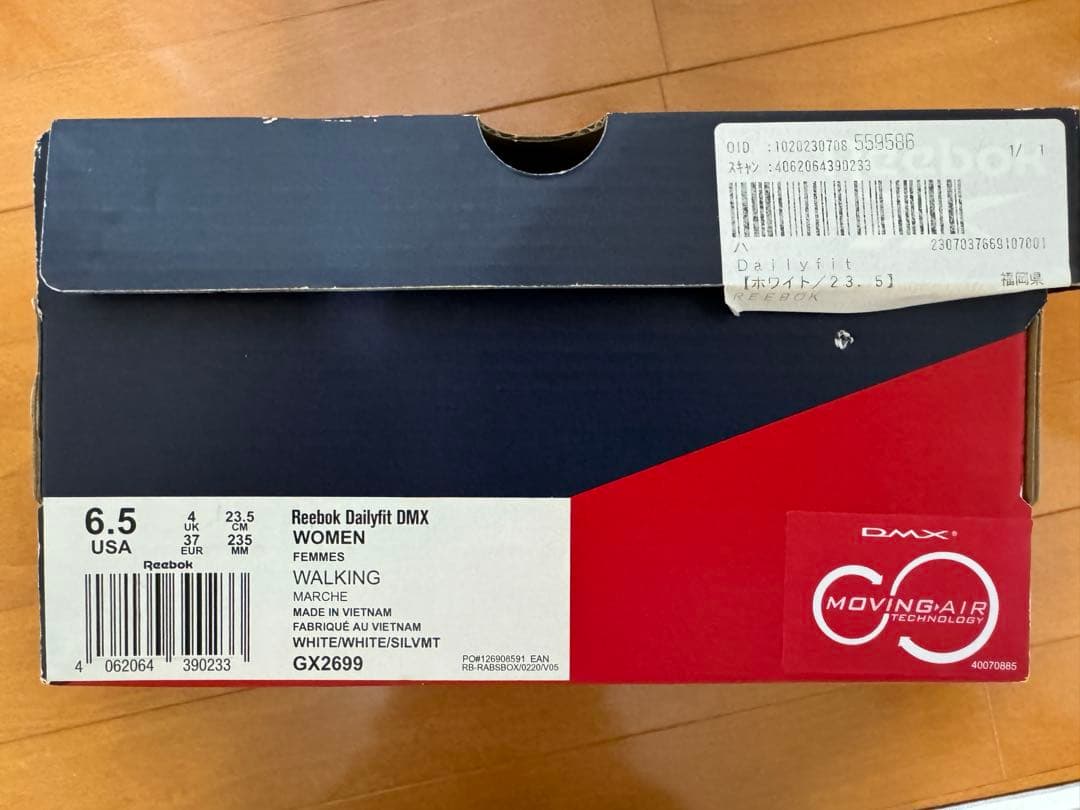 OID :1020230708 559586 1/ 1
スキャン :4062064390233
ハ 2307037669107001
Dailyfit
【ホワイト/23.5】 福岡県
REEBOK
Reebok
6.5 USA
4 UK 23.5 CM
37 EUR 235 MM
Reebok
4 062064 390233
Reebok Dailyfit DMX
WOMEN
FEMMES
WALKING
MARCHE
MADE IN VIETNAM
FABRIQUÉ AU VIETNAM
WHITE/WHITE/SILVMT
GX2699
PO#126908591 EAN
RB-RABSBOX/0220/V05
DMX®
MOVING AIR
TECHNOLOGY
40070885